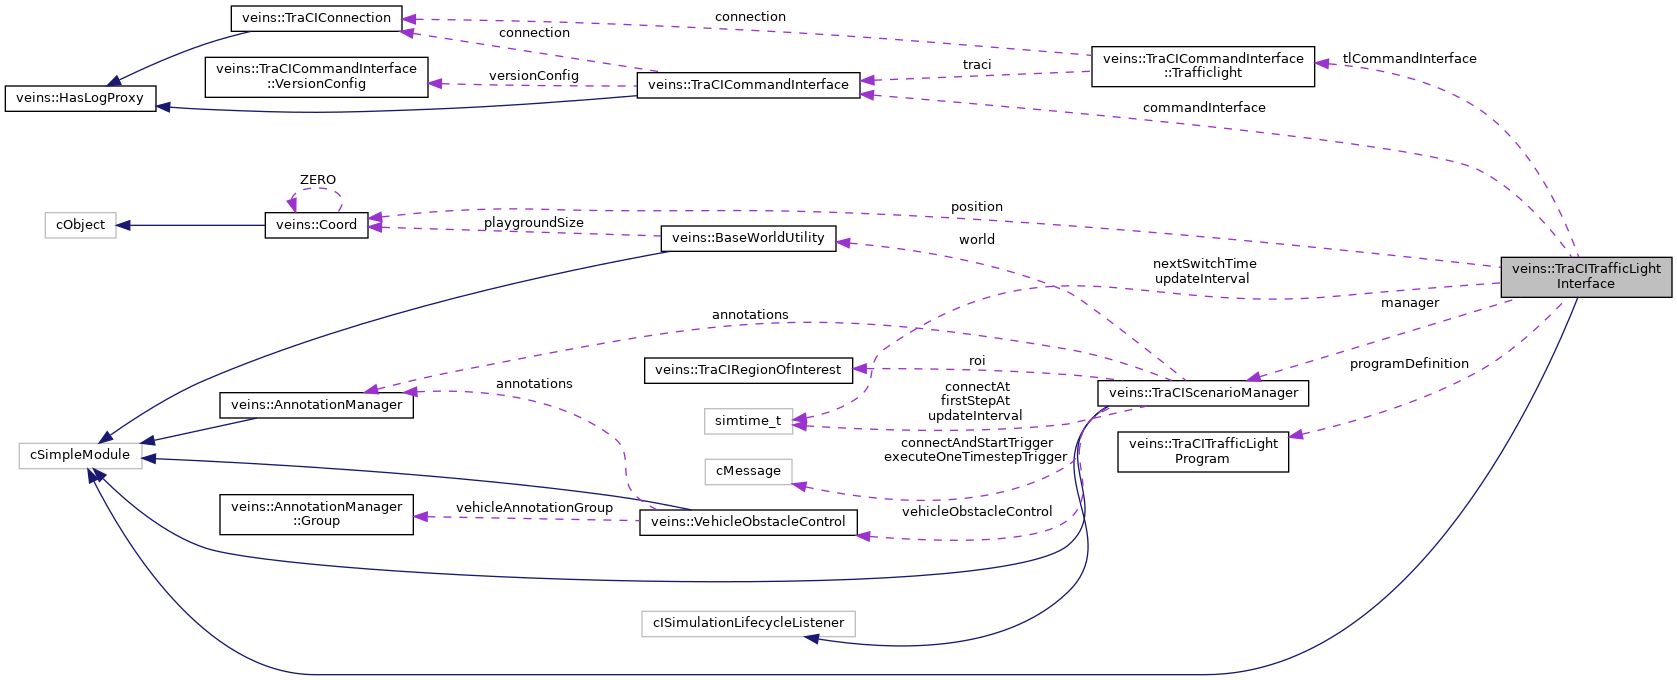 veins::TraCIConnection
connection
connection
veins::TraCICommandInterface
::VersionConfig
versionConfig
traci
veins::TraCICommandInterface
::Trafficlight
tlCommandInterface
veins::HasLogProxy
veins::TraCICommandInterface
commandInterface
ZERO
cObject
veins::Coord
playgroundSize
position
veins::BaseWorldUtility
world
nextSwitchTime
updateInterval
veins::TraCITrafficLight
Interface
manager
annotations
programDefinition
veins::TraCIRegionOfInterest
roi
annotations
veins::AnnotationManager
connectAt
firstStepAt
updateInterval
veins::TraCIScenarioManager
simtime_t
cSimpleModule
connectAndStartTrigger
executeOneTimestepTrigger
veins::TraCITrafficLight
Program
cMessage
veins::AnnotationManager
::Group
vehicleAnnotationGroup
veins::VehicleObstacleControl
vehicleObstacleControl
cISimulationLifecycleListener